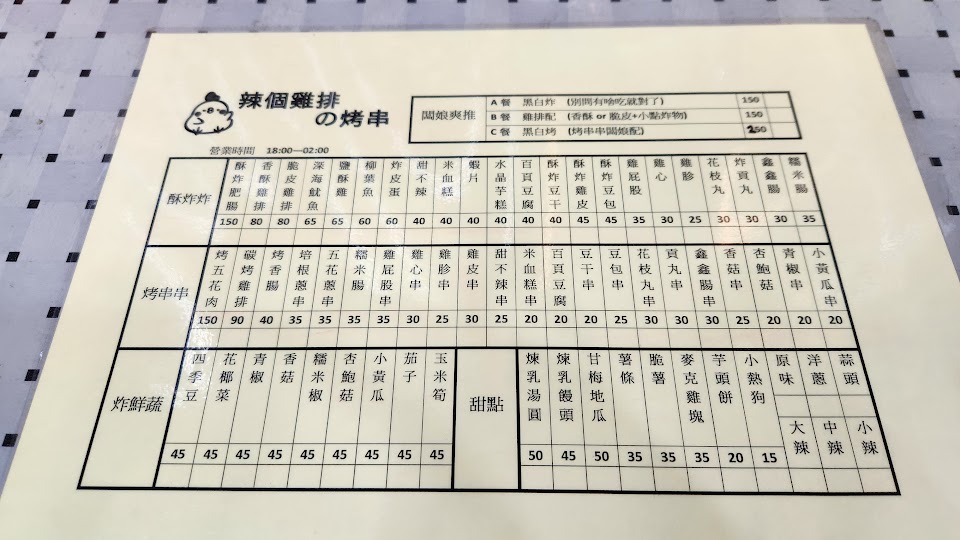 辣個雞排
の烤串
闆娘爽推
A 餐 黑白炸 (別問有啥吃就對了) 150
B 餐 雞排配 (香酥 or 脆皮+小點炸物) 150
C 餐 黑白烤 (烤串串闆娘配) 250
營業時間 18:00—02:00
酥炸炸
酥炸肥腸 150
香酥雞排 80
脆皮雞排 80
深海魷魚 65
鹽酥雞 65
柳葉魚 60
炸皮蛋 60
甜不辣 40
米血糕 40
蝦片 40
水晶芋糕 40
百頁豆腐 40
酥炸豆干 40
酥炸雞皮 45
酥炸豆包 45
雞屁股 35
雞心 30
雞胗 25
花枝丸 30
炸貢丸 30
鑫鑫腸 30
糯米腸 35
烤串串
烤五花肉 150
碳烤雞排 90
烤香腸 40
培根蔥串 35
五花蔥串 35
糯米腸 35
雞屁股串 35
雞心串 30
雞胗串 25
雞皮串 30
甜不辣串 25
米血糕串 20
百頁豆腐 20
豆干串 20
豆包串 25
花枝丸串 30
貢丸串 30
鑫鑫腸串 30
香菇串 25
杏鮑菇 20
青椒串 20
小黃瓜串 20
炸鮮蔬
四季豆 45
花椰菜 45
青椒 45
香菇 45
糯米椒 45
杏鮑菇 45
小黃瓜 45
茄子 45
玉米筍 45
甜點
煉乳湯圓 50
煉乳饅頭 45
甘梅地瓜 50
薯條 35
脆薯 35
麥克雞塊 35
芋頭餅 20
小熱狗 15
原味
洋蔥
蒜頭
大辣
中辣
小辣